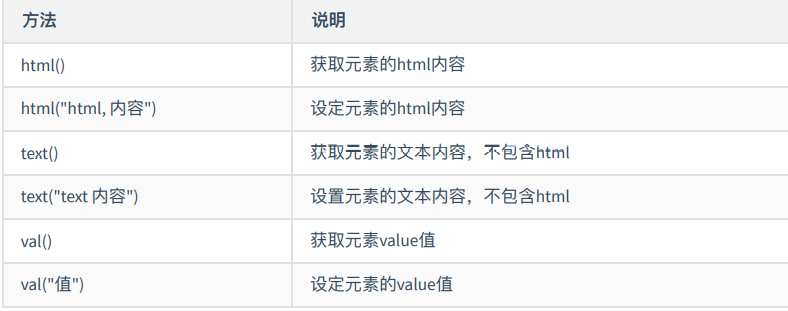 方法 说明
html() 获取元素的html内容
html("html, 内容") 设定元素的html内容
text() 获取元素的文本内容，不包含html
text("text 内容") 设置元素的文本内容，不包含html
val() 获取元素value值
val("值") 设定元素的value值